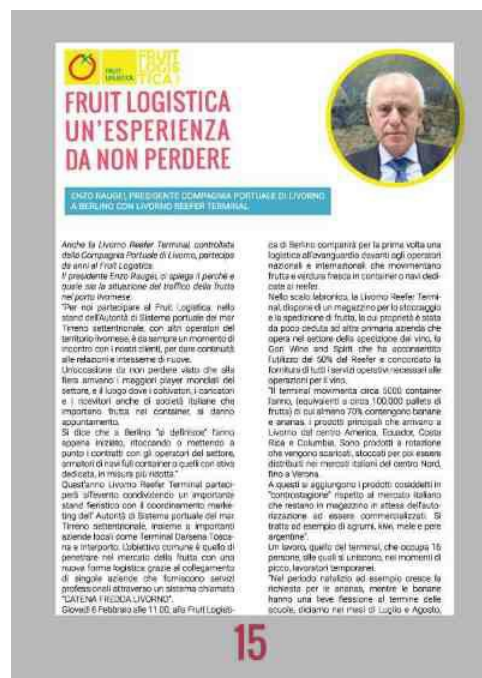 FRUIT
LOGISTICA
FRUIT
LOGIS
TICA
FRUIT LOGISTICA
UN'ESPERIENZA
DA NON PERDERE
ENZO RAUGEI, PRESIDENTE COMPAGNIA PORTUALE DI LIVORNO
A BERLINO CON LIVORNO REEFER TERMINAL
Anche la Livorno Reefer Terminal, controllata
dalla Compagnia Portuale di Livorno, partecipa
da anni al Fruit Logistica.
Il presidente Enzo Raugei, ci spiega il perché e
quale sia la situazione del traffico della frutta
nel porto livornese.
"Per noi partecipare al Fruit Logistica, nello
stand dell'Autorità di Sistema portuale del mar
Tirreno settentrionale, con altri operatori del
territorio livornese, è da sempre un momento di
incontro con i nostri clienti, per dare continuità
alle relazioni e intesserne di nuove.
Un'occasione da non perdere visto che alla
fiera arrivano i maggiori player mondiali del
settore, e il luogo dove i coltivatori, i caricatori
e i ricevitori anche di società italiane che
importano frutta nei container, si danno
appuntamento.
Si dice che a Berlino "si definisce" l'anno
appena iniziato, ritoccando o mettendo a
punto i contratti con gli operatori del settore,
armatori di navi full container o quelli con stiva
dedicata, in misura più ridotta."
Quest'anno Livorno Reefer Terminal parteci-
perà all'evento condividendo un importante
stand fieristico con il coordinamento marke-
ting dell' Autorità di Sistema portuale del mar
Tirreno settentrionale, insieme a importanti
aziende locali come Terminal Darsena Tosca-
na e Interporto. L'obiettivo comune è quello di
penetrare nel mercato della frutta con una
nuova forme logistica grazie al collegamento
di singole aziende che forniscono servizi
professionali attraverso un sistema chiamato
"CATENA FREDDA LIVORNO".
Giovedì 6 Febbraio alle 11.00, alla Fruit Logisti-
ca di Berlino comparirà per la prima volta una
logistica all'avanguardia davanti agli operatori
nazionali e internazionali che movimentano
frutta e verdura fresca in container o navi dedi-
cate ai reefer.
Nello scalo labronico, la Livorno Reefer Termi-
nal, dispone di un magazzino per lo stoccaggio
e la spedizione di frutta, la cui proprietà è stata
da poco ceduta ad altra primaria azienda che
opera nel settore della spedizione del vino, la
Gori Wine and Spirit che ha acconsentito
l'utilizzo del 50% del Reefer e concordato la
fornitura di tutti i servizi operativi necessari alle
operazioni per il vino.
"Il terminal movimenta circa 5000 container
l'anno, (equivalenti a circa 100.000 pallets di
frutta) di cui almeno 70% contengono banane
e ananas. I prodotti principali che arrivano a
Livorno dal centro America, Ecuador, Costa
Rica e Columbia. Sono prodotti a rotazione
che vengono scaricati, stoccati per poi essere
distribuiti nei mercati italiani del centro Nord,
fino a Verona.
A questi si aggiungono i prodotti cosiddetti in
"controstagione" rispetto al mercato italiano
che restano in magazzino in attesa dell'auto-
rizzazione ad essere commercializzati. Si
tratta ad esempio di agrumi, kiwi, mele e pere
argentine".
Un lavoro, quello del terminal, che occupa 16
persone, alle quali si uniscono, nei momenti di
picco, lavoratori temporanei.
"Nel periodo natalizio ad esempio cresce la
richiesta per le ananas, mentre le banane
hanno una lieve flessione al termine delle
scuole, diciamo nei mesi di Luglio e Agosto,
15